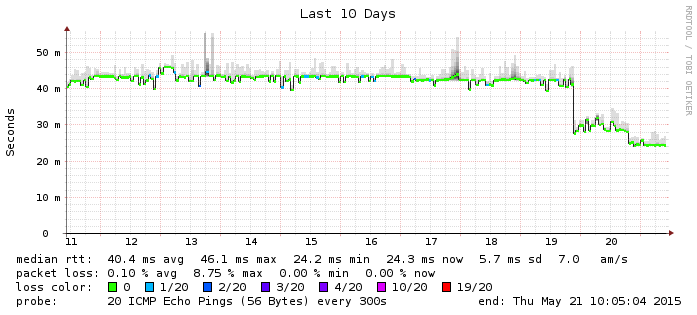 Last 10 Days
RRDTOOL / TOBI OETIKER
Seconds
50 m
40 m
30 m
20 m
10 m
0
11 12 13 14 15 16 17 18 19 20
median rtt: 40.4 ms avg 46.1 ms max 24.2 ms min 24.3 ms now 5.7 ms sd 7.0 am/s
packet loss: 0.10 % avg 8.75 % max 0.00 % min 0.00 % now
loss color: 0 1/20 2/20 3/20 4/20 10/20 19/20
probe: 20 ICMP Echo Pings (56 Bytes) every 300s end: Thu May 21 10:05:04 2015